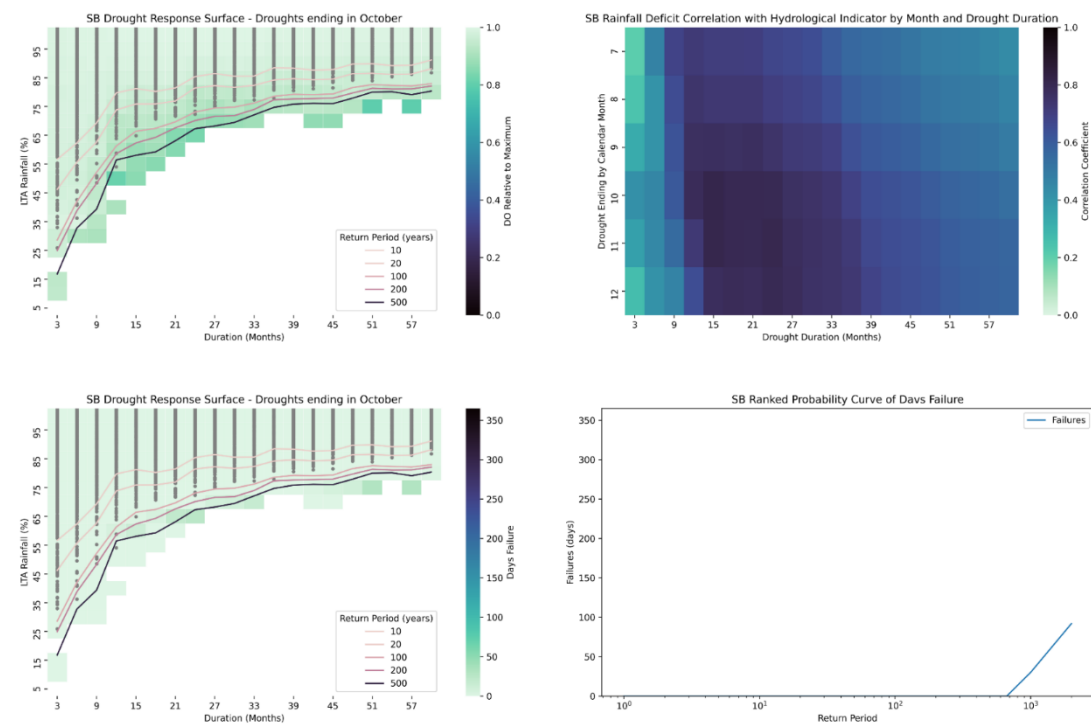 SB Drought Response Surface - Droughts ending in October
LTA Rainfall (%)
95
85
75
65
55
45
35
25
15
5
3 9 15 21 27 33 39 45 51 57
Duration (Months)
Return Period (years)
10
20
100
200
500
1.0
0.8
0.6
0.4
0.2
0.0
DO Relative to Maximum
SB Rainfall Deficit Correlation with Hydrological Indicator by Month and Drought Duration
Drought Ending by Calendar Month
7
8
9
10
11
12
3 9 15 21 27 33 39 45 51 57
Drought Duration (Months)
1.0
0.8
0.6
0.4
0.2
0.0
Correlation Coefficient
SB Drought Response Surface - Droughts ending in October
LTA Rainfall (%)
95
85
75
65
55
45
35
25
15
5
3 9 15 21 27 33 39 45 51 57
Duration (Months)
Return Period (years)
10
20
100
200
500
350
300
250
200
150
100
50
0
Days Failure
SB Ranked Probability Curve of Days Failure
Failures
Failures (days)
350
300
250
200
150
100
50
0
10⁰ 10¹ 10² 10³
Return Period